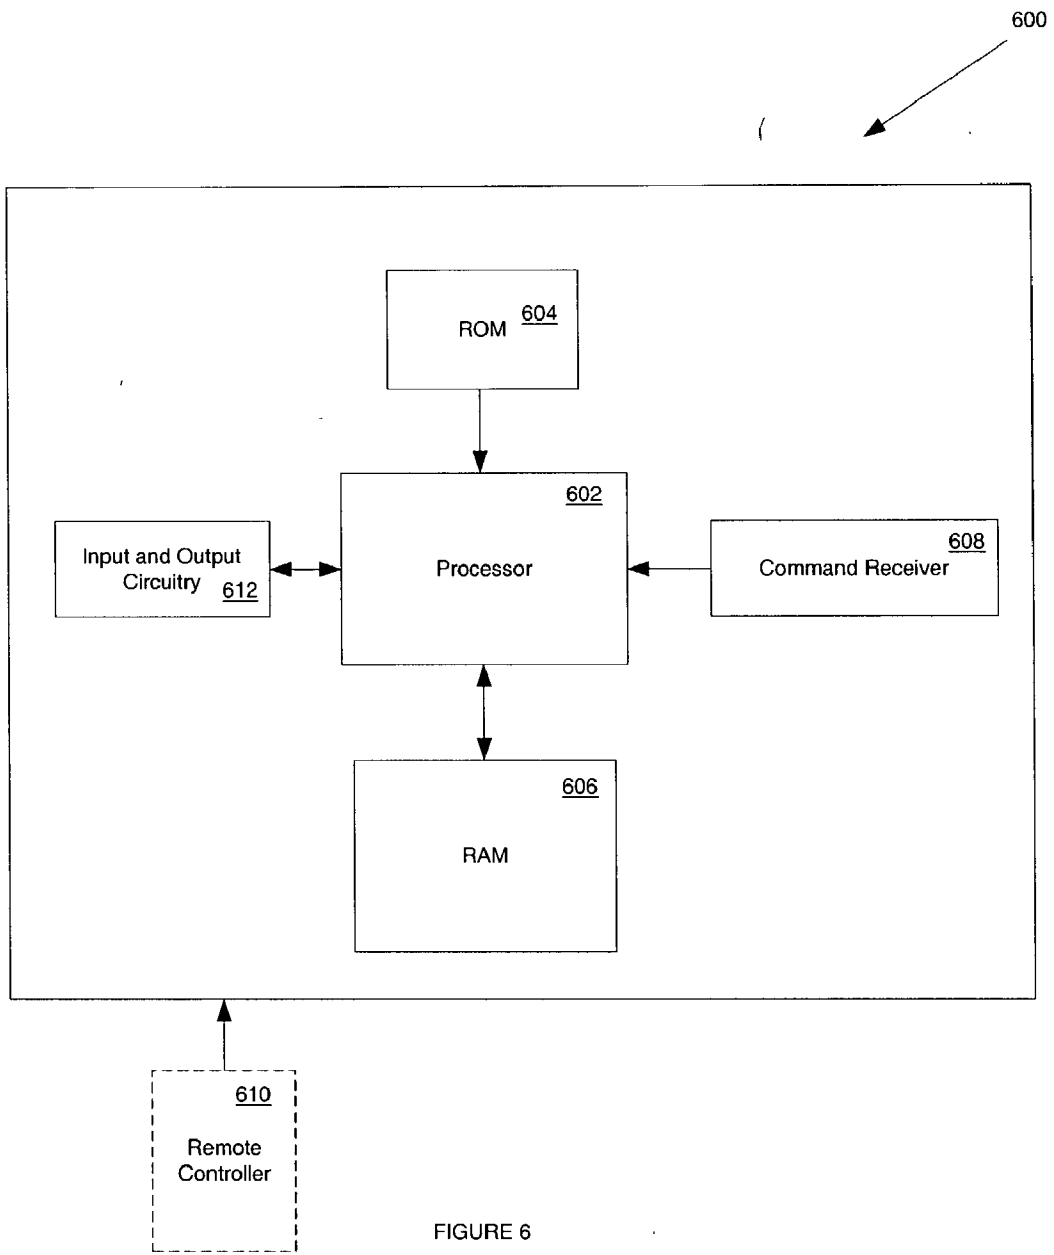 600
604
ROM
602
Processor
Input and Output
Circuitry
612
608
Command Receiver
606
RAM
610
Remote
Controller
FIGURE 6